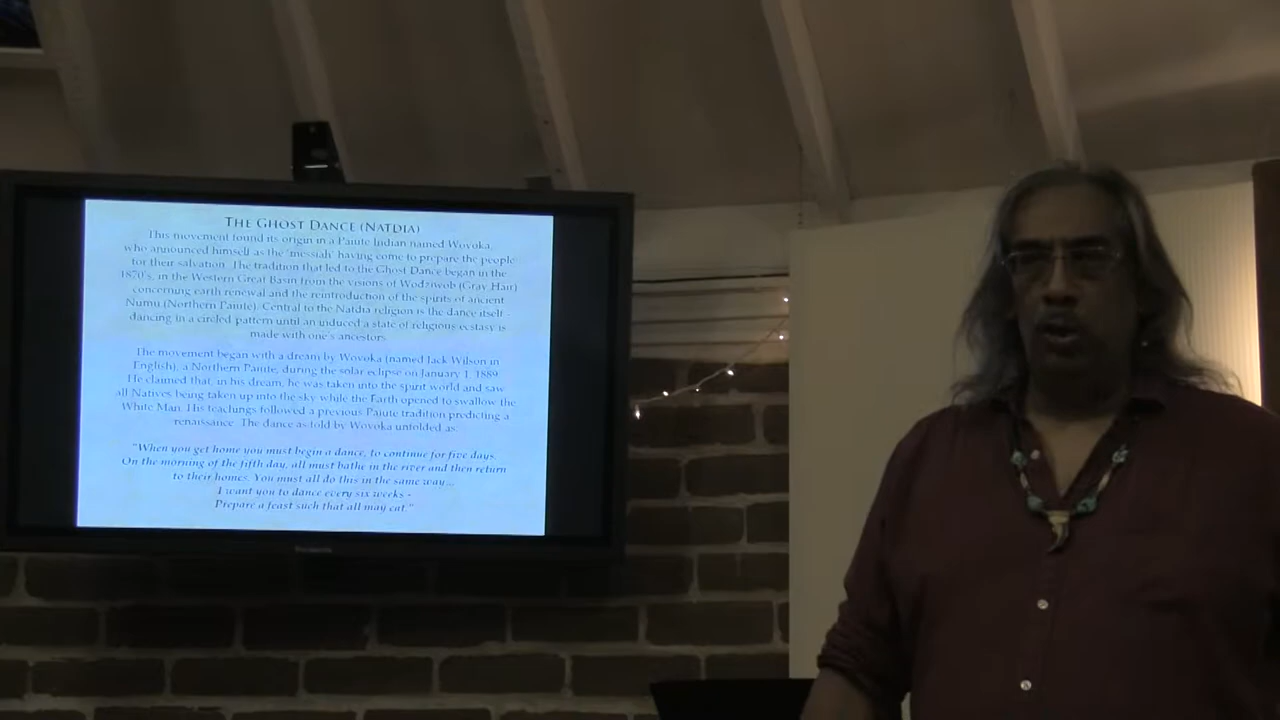 THE GHOST DANCE (NATDIA)
This movement found its origin in a Paiute Indian named Wovoka,
who announced himself as the 'messiah' having come to prepare the people
for their salvation. The tradition that led to the Ghost Dance began in the
1870's, in the Western Great Basin from the visions of Wodziwob (Gray Hair)
concerning earth renewal and the reintroduction of the spirits of ancient
Numu (Northern Paiute). Central to the Natdia religion is the dance itself -
dancing in a circled pattern until an induced a state of religious ecstasy is
made with one's ancestors.
The movement began with a dream by Wovoka (named Jack Wilson in
English), a Northern Paiute, during the solar eclipse on January 1, 1889.
He claimed that, in his dream, he was taken into the spirit world and saw
all Natives being taken up into the sky while the Earth opened to swallow the
White Man. His teachings followed a previous Paiute tradition predicting a
renaissance. The dance as told by Wovoka unfolded as:
"When you get home you must begin a dance, to continue for five days.
On the morning of the fifth day, all must bathe in the river and then return
to their homes. You must all do this in the same way...
I want you to dance every six weeks -
Prepare a feast such that all may eat."